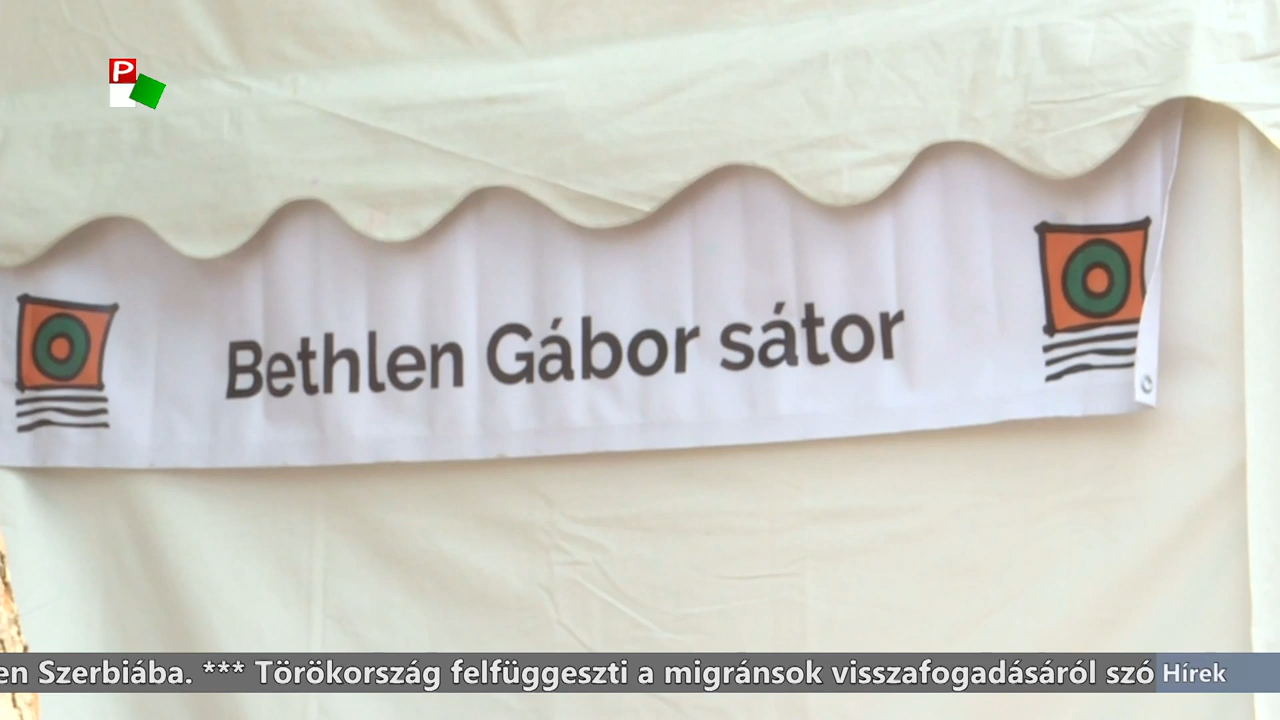 P
Bethlen Gábor sátor
en Szerbiába. *** Törökország felfüggeszti a migránsok visszafogadásáról szó
Hírek